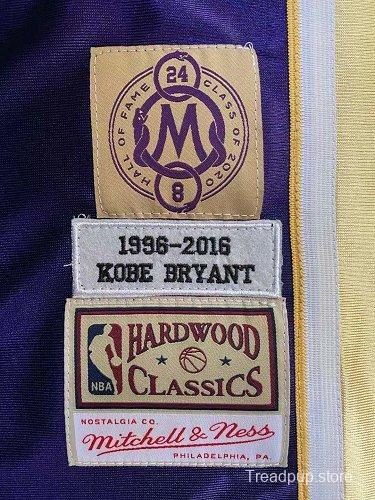 24
HALL OF FAME CLASS OF 2020
M
8
1996-2016
KOBE BRYANT
HARDWOOD
NBA
CLASSICS
NOSTALGIA CO.
Mitchell & Ness
PHILADELPHIA, PA.
Treadpup.store